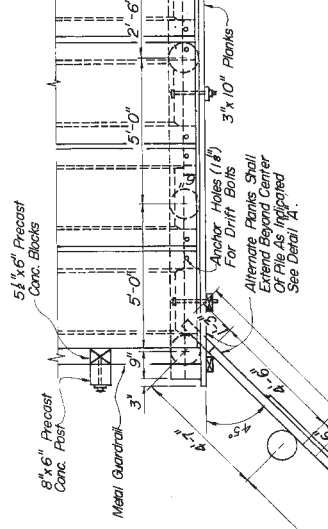 8"x6" Precast
Conc. Post
5½"x6" Precast
Conc. Blocks
Metal Guardrail
3"
9"
5'-0"
5'-0"
2'-6"
3"x10" Planks
Anchor Holes
For Drift Bolts
Alternate Planks Shall
Extend Beyond Center
Of Pile As Indicated
See Detail "A".
45°
4'-7"
1'-3"
4'-6"